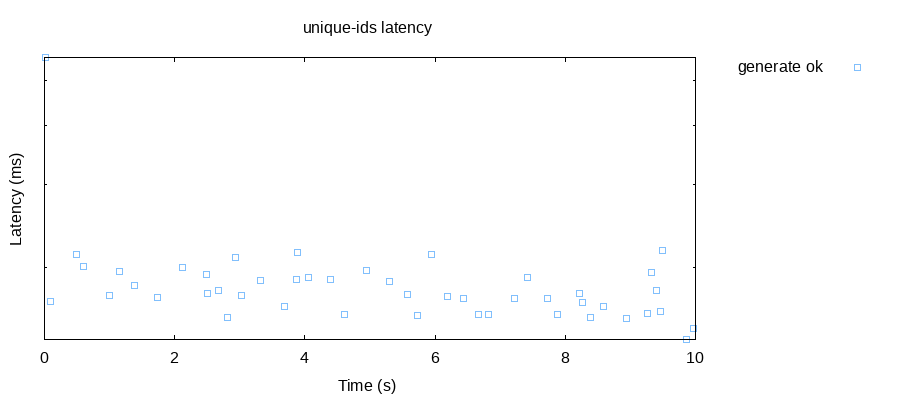 unique-ids latency
generate ok
Latency (ms)
0 2 4 6 8 10
Time (s)